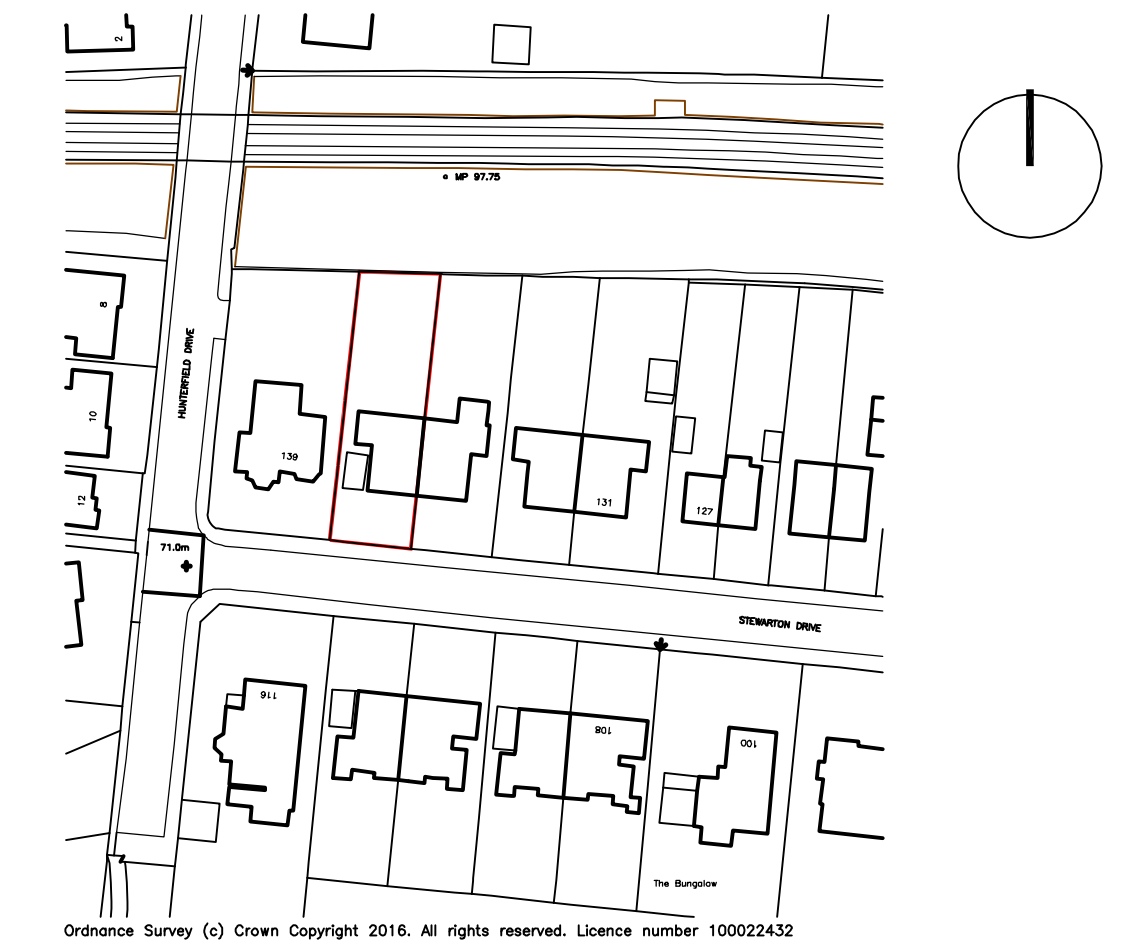 2
MP 97.75
8
HUNTERFIELD DRIVE
10
139
12
131
127
71.0m
STEWARTON DRIVE
116
108
100
The Bungalow
Ordnance Survey (c) Crown Copyright 2016. All rights reserved. Licence number 100022432